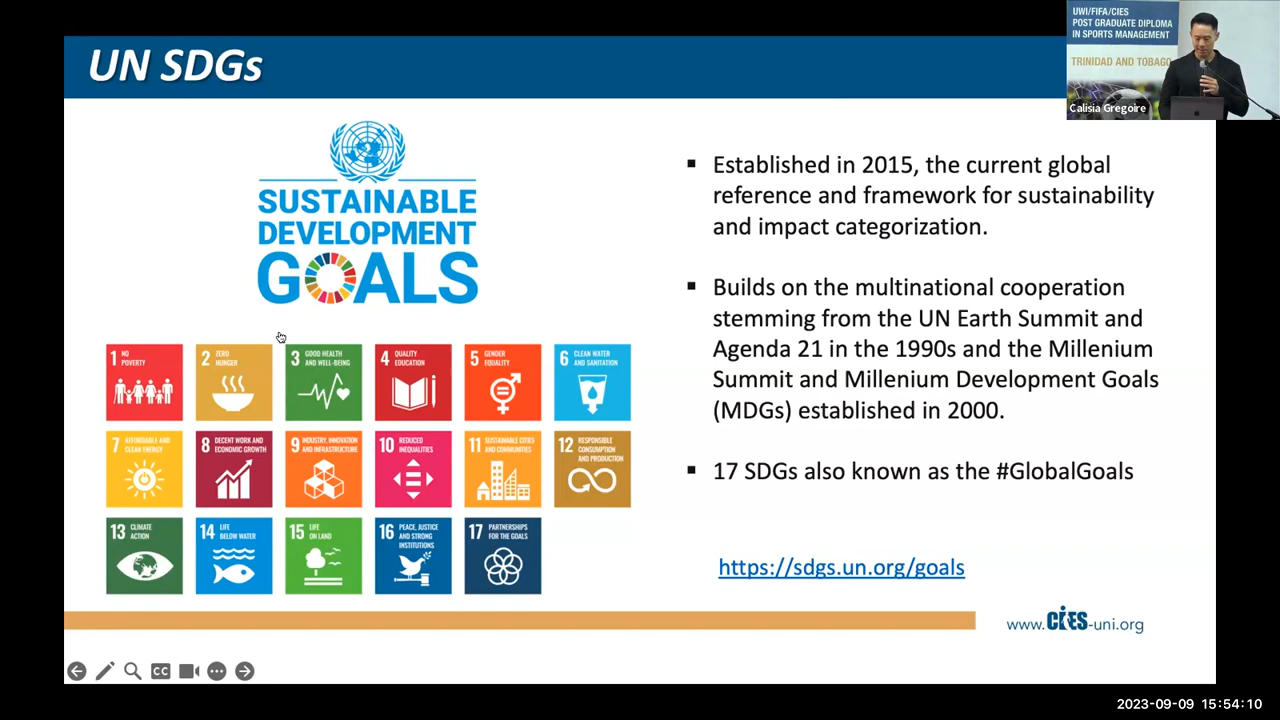 UN SDGs
UWI/FIFA/CIES
POST GRADUATE DIPLOMA
IN SPORTS MANAGEMENT
TRINIDAD AND TOBAGO
Calisia Gregoire
SUSTAINABLE
DEVELOPMENT
GOALS
1 NO
POVERTY
2 ZERO
HUNGER
3 GOOD HEALTH
AND WELL-BEING
4 QUALITY
EDUCATION
5 GENDER
EQUALITY
6 CLEAN WATER
AND SANITATION
7 AFFORDABLE AND
CLEAN ENERGY
8 DECENT WORK AND
ECONOMIC GROWTH
9 INDUSTRY, INNOVATION
AND INFRASTRUCTURE
10 REDUCED
INEQUALITIES
11 SUSTAINABLE CITIES
AND COMMUNITIES
12 RESPONSIBLE
CONSUMPTION
AND PRODUCTION
13 CLIMATE
ACTION
14 LIFE
BELOW WATER
15 LIFE
ON LAND
16 PEACE, JUSTICE
AND STRONG
INSTITUTIONS
17 PARTNERSHIPS
FOR THE GOALS
▪ Established in 2015, the current global
reference and framework for sustainability
and impact categorization.
▪ Builds on the multinational cooperation
stemming from the UN Earth Summit and
Agenda 21 in the 1990s and the Millenium
Summit and Millenium Development Goals
(MDGs) established in 2000.
▪ 17 SDGs also known as the #GlobalGoals
https://sdgs.un.org/goals
www.CIES-uni.org
CC
2023-09-09 15:54:10